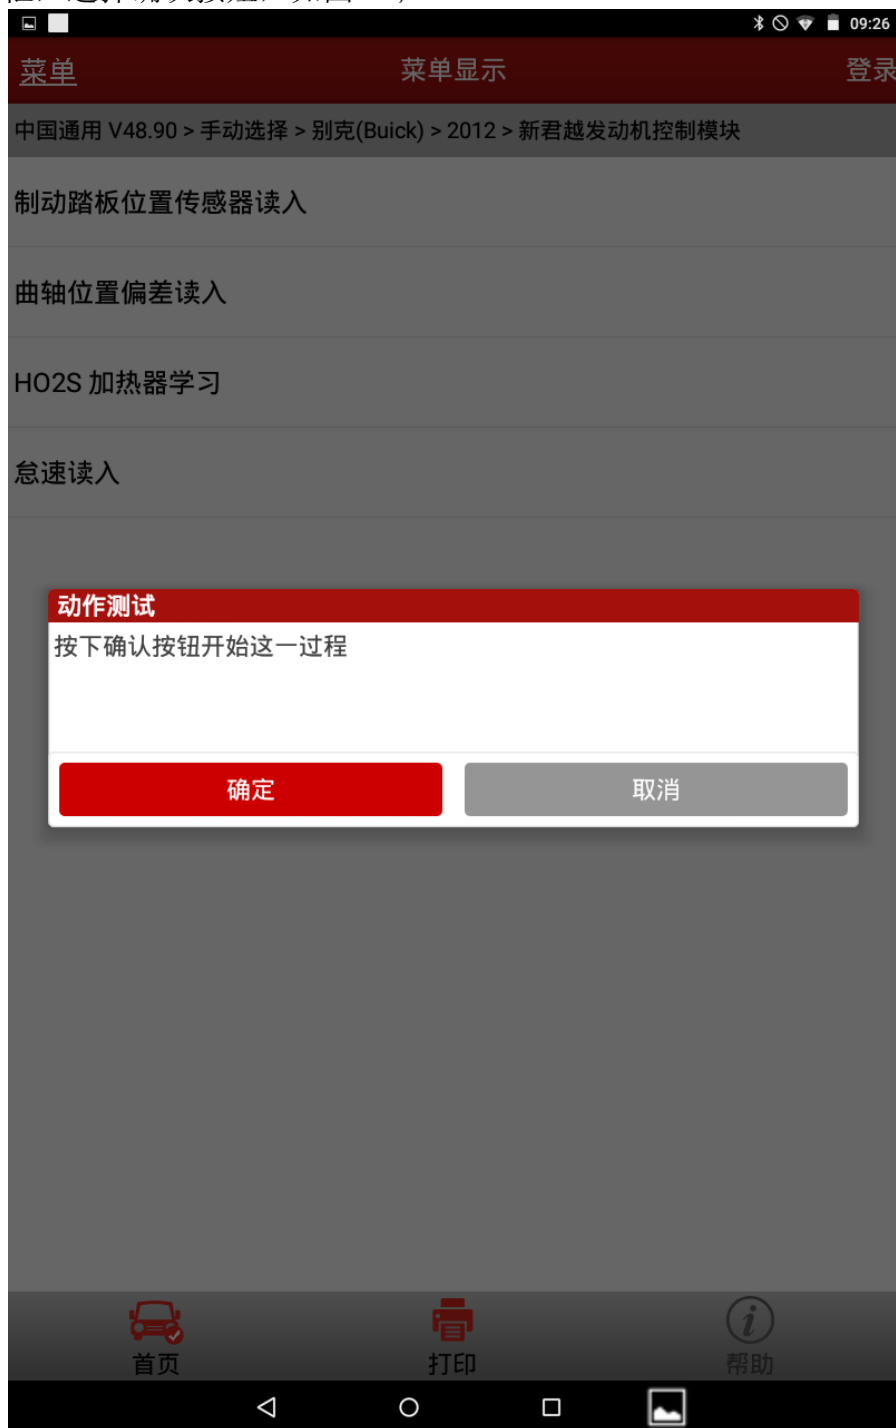 09:26
菜单 菜单显示 登录
中国通用 V48.90 > 手动选择 > 别克(Buick) > 2012 > 新君越发动机控制模块
制动踏板位置传感器读入
曲轴位置偏差读入
HO2S 加热器学习
怠速读入
动作测试
按下确认按钮开始这一过程
确定 取消
首页 打印 帮助